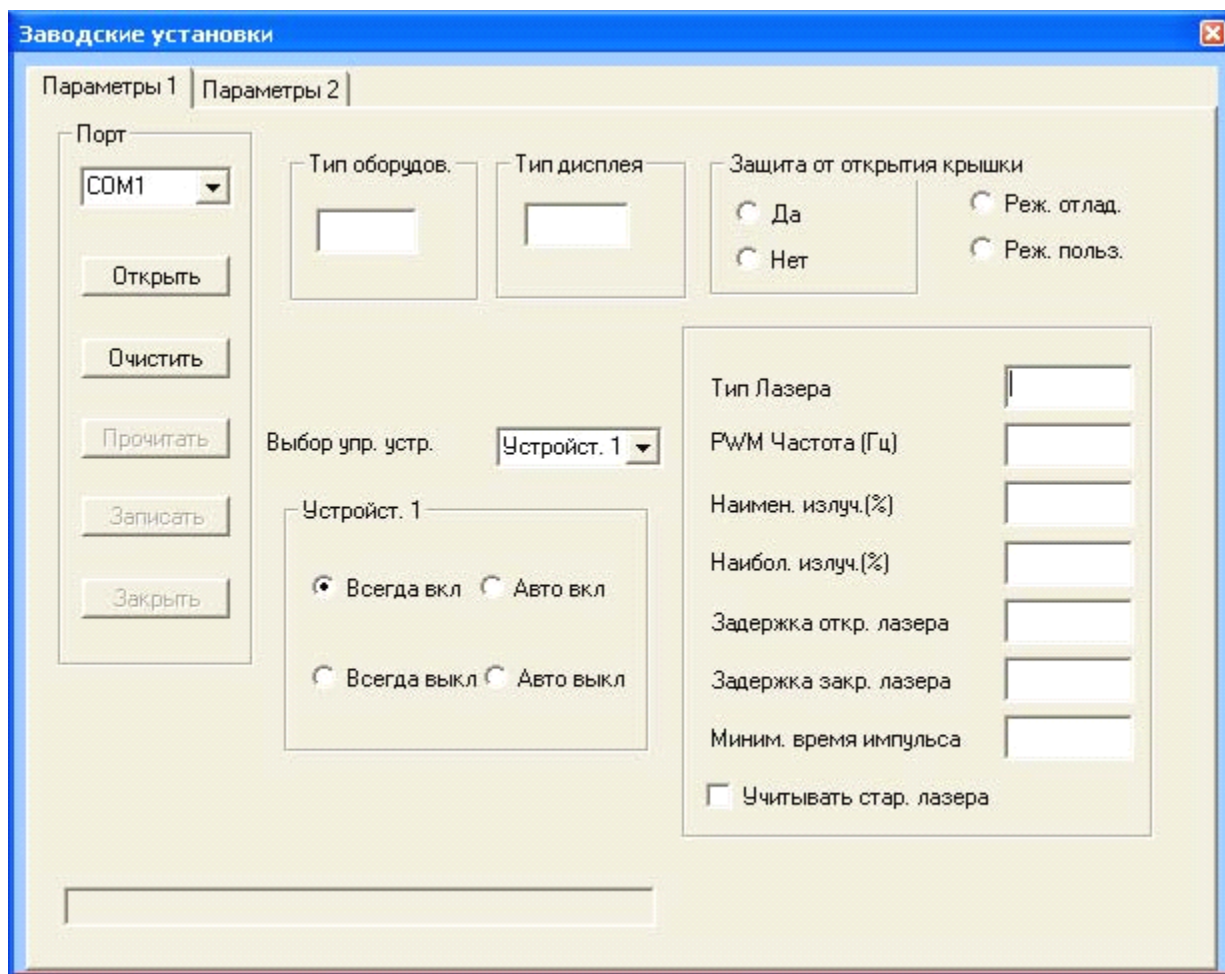 Заводские установки
Параметры 1
Параметры 2
Порт
COM1
Открыть
Очистить
Прочитать
Записать
Закрыть
Тип оборудов.
Тип дисплея
Защита от открытия крышки
Да
Нет
Реж. отлад.
Реж. польз.
Выбор упр. устр.
Устройст. 1
Устройст. 1
Всегда вкл
Авто вкл
Всегда выкл
Авто выкл
Тип Лазера
PWM Частота (Гц)
Наимен. излуч.(%)
Наибол. излуч.(%)
Задержка откр. лазера
Задержка закр. лазера
Миним. время импульса
Учитывать стар. лазера